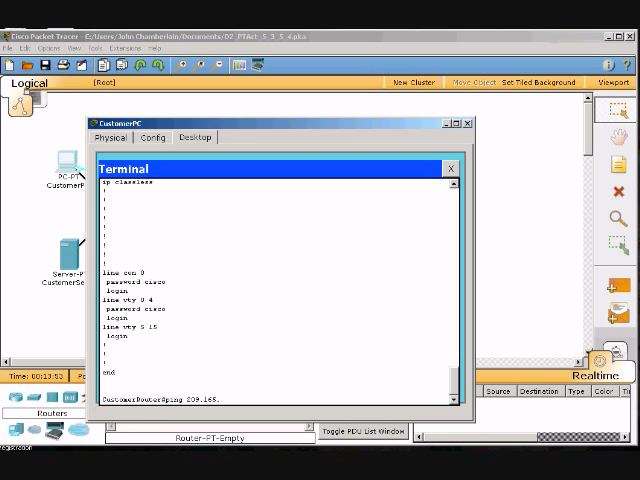 Cisco Packet Tracer - C:/Users/John Chamberlain/Documents/D2_PTAct_5_3_5_4.pka
File Edit Options View Tools Extensions Help
Logical [Root] New Cluster Move Object Set Tiled Background Viewport
CustomerPC
Physical Config Desktop
Terminal X
ip classless
!
!
!
!
!
!
!
!
!
line con 0
password cisco
login
line vty 0 4
password cisco
login
line vty 5 15
login
!
!
!
end
CustomerRouter#ping 209.165.
PC-PT
CustomerP
Server-PT
CustomerSe
Time: 00:13:53
Realtime
Source Destination Type Color
Routers
Router-PT-Empty
Toggle PDU List Window